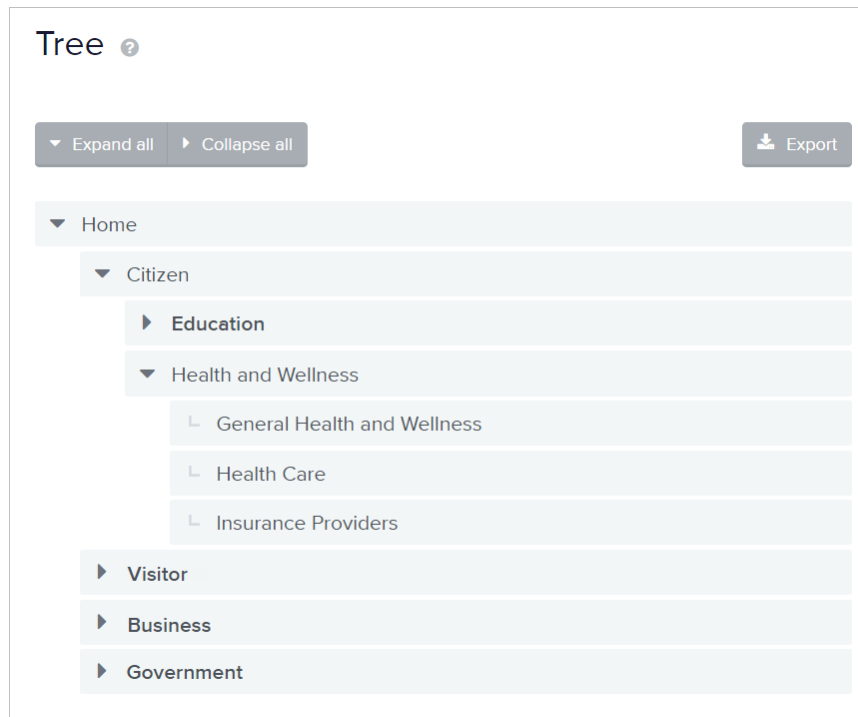 Tree ?
Expand all Collapse all Export
Home
Citizen
Education
Health and Wellness
General Health and Wellness
Health Care
Insurance Providers
Visitor
Business
Government